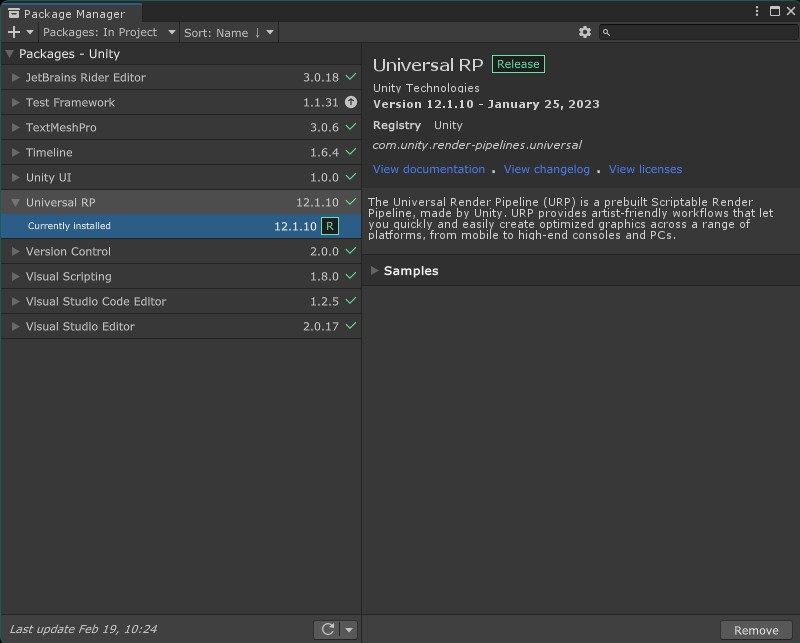 Package Manager
Packages: In Project Sort: Name ↓
Packages - Unity
JetBrains Rider Editor 3.0.18
Test Framework 1.1.31
TextMeshPro 3.0.6
Timeline 1.6.4
Unity UI 1.0.0
Universal RP 12.1.10
Currently installed 12.1.10 R
Version Control 2.0.0
Visual Scripting 1.8.0
Visual Studio Code Editor 1.2.5
Visual Studio Editor 2.0.17
Last update Feb 19, 10:24
Universal RP Release
Unity Technologies
Version 12.1.10 - January 25, 2023
Registry Unity
com.unity.render-pipelines.universal
View documentation . View changelog . View licenses
The Universal Render Pipeline (URP) is a prebuilt Scriptable Render
Pipeline, made by Unity. URP provides artist-friendly workflows that let
you quickly and easily create optimized graphics across a range of
platforms, from mobile to high-end consoles and PCs.
Samples
Remove